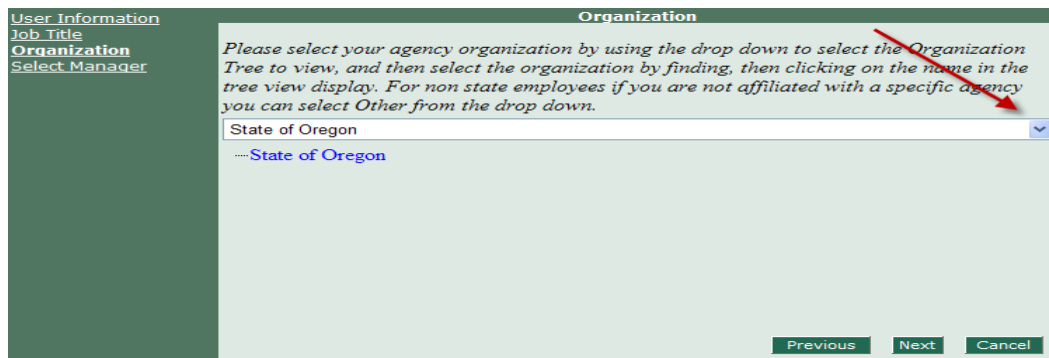 User Information
Job Title
Organization
Select Manager
Organization
Please select your agency organization by using the drop down to select the Organization
Tree to view, and then select the organization by finding, then clicking on the name in the
tree view display. For non state employees if you are not affiliated with a specific agency
you can select Other from the drop down.
State of Oregon
State of Oregon
Previous Next Cancel